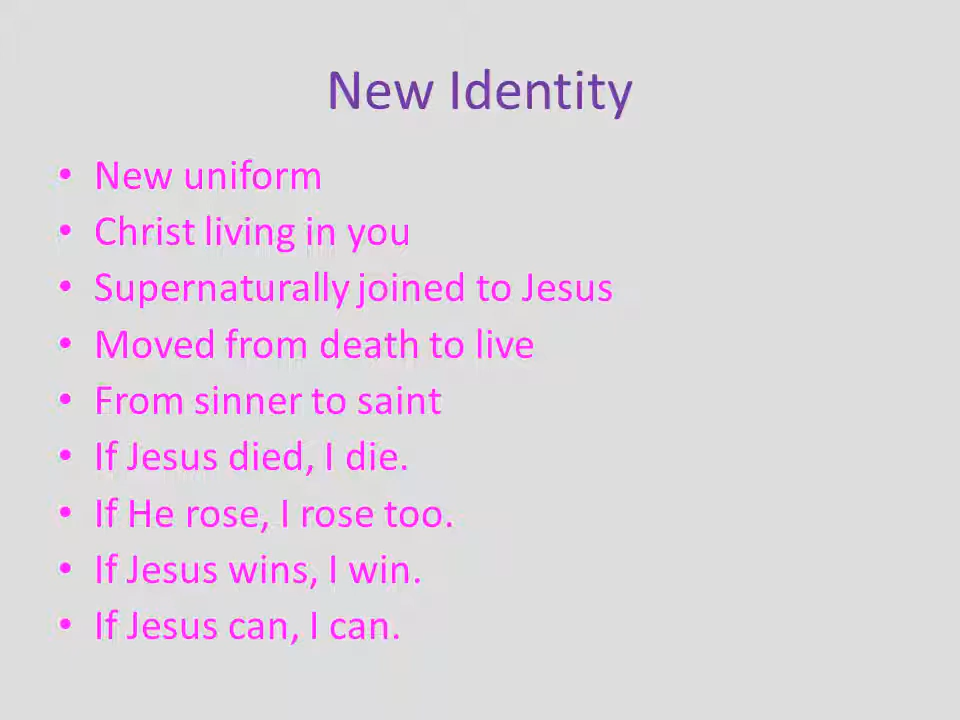 New Identity
• New uniform
• Christ living in you
• Supernaturally joined to Jesus
• Moved from death to live
• From sinner to saint
• If Jesus died, I die.
• If He rose, I rose too.
• If Jesus wins, I win.
• If Jesus can, I can.